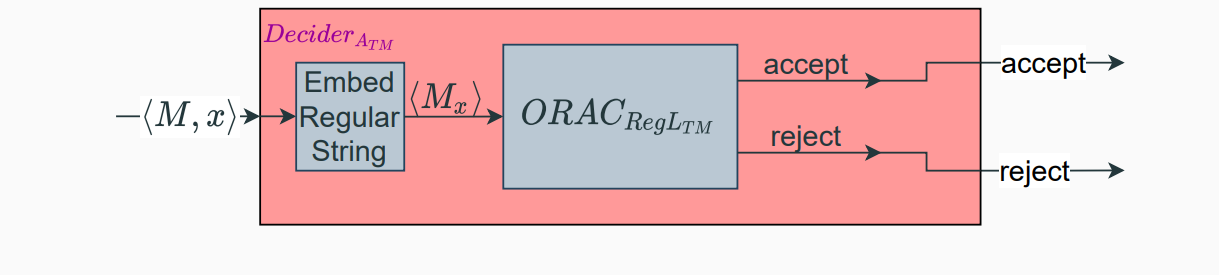 Decider_{A_{TM}}
⟨M, x⟩
Embed
Regular
String
⟨M_x⟩
ORAC_{RegL_{TM}}
accept
reject
accept
reject